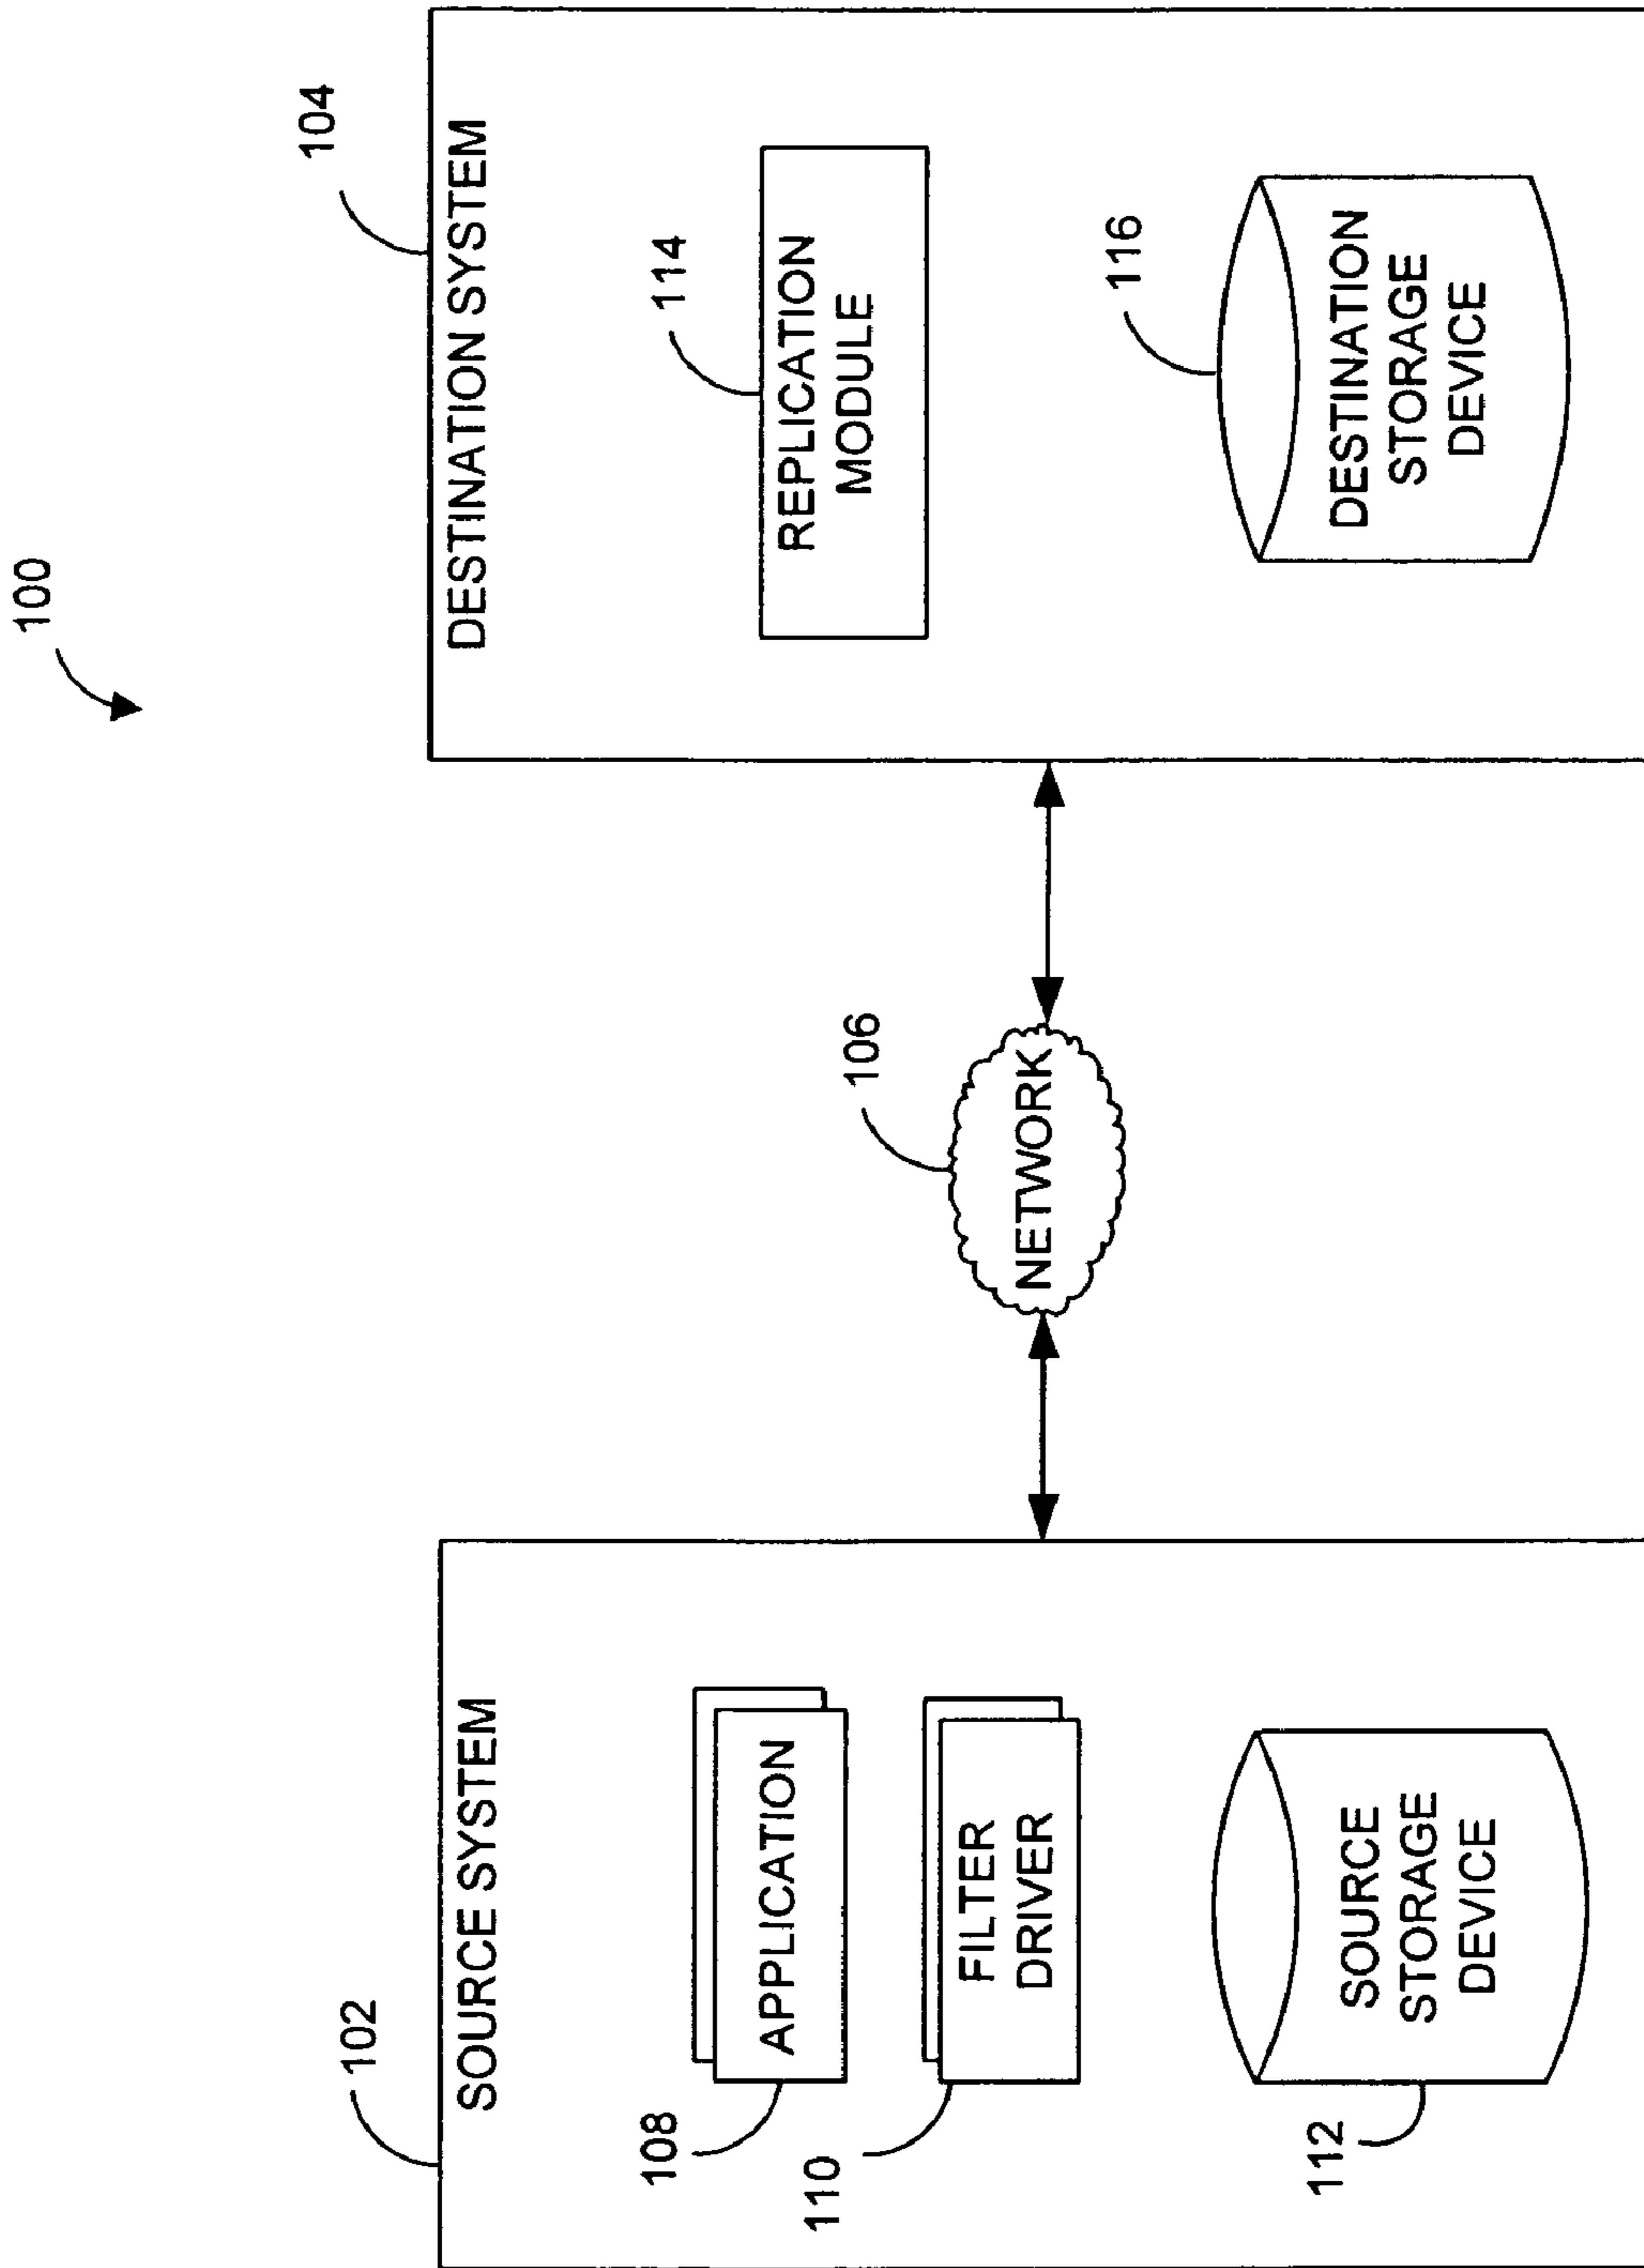 100
102
SOURCE SYSTEM
108
APPLICATION
110
FILTER
DRIVER
112
SOURCE
STORAGE
DEVICE
106
NETWORK
104
DESTINATION SYSTEM
114
REPLICATION
MODULE
116
DESTINATION
STORAGE
DEVICE